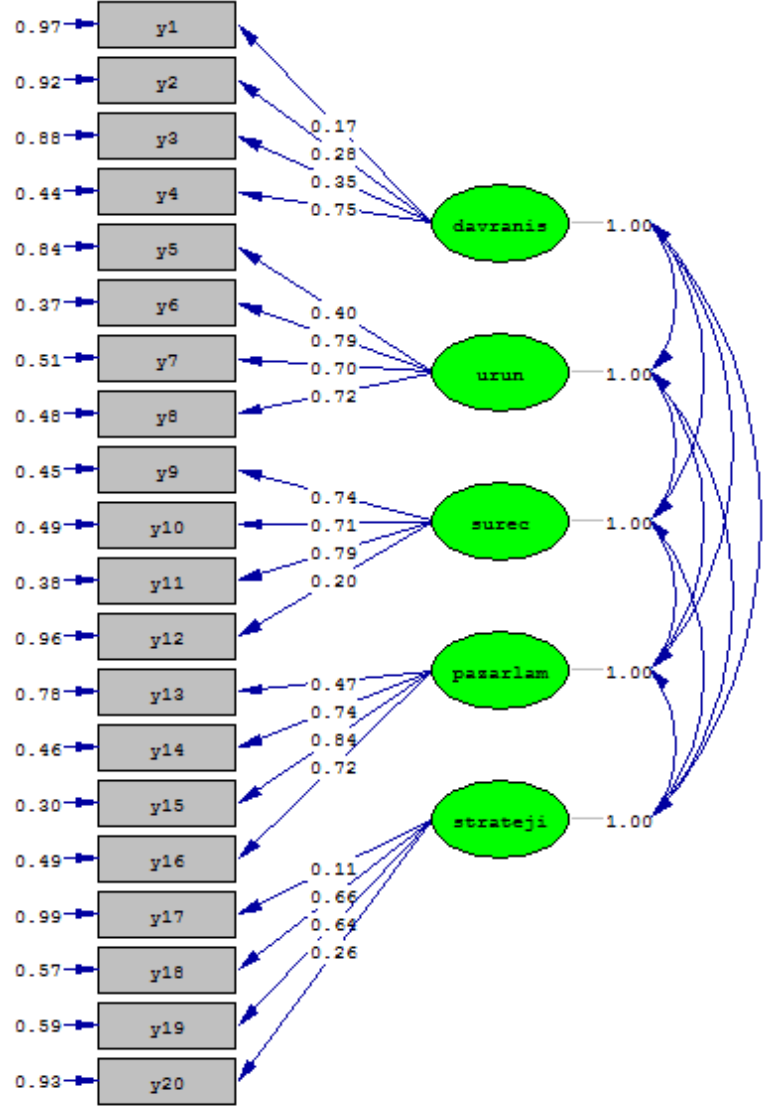 0.97 y1
0.92 y2
0.88 y3
0.44 y4
0.84 y5
0.37 y6
0.51 y7
0.48 y8
0.45 y9
0.49 y10
0.38 y11
0.96 y12
0.78 y13
0.46 y14
0.30 y15
0.49 y16
0.99 y17
0.57 y18
0.59 y19
0.93 y20
0.17
0.28
0.35
0.75
0.40
0.79
0.70
0.72
0.74
0.71
0.79
0.20
0.47
0.74
0.84
0.72
0.11
0.66
0.64
0.26
davranis 1.00
urun 1.00
surec 1.00
pazarlam 1.00
strateji 1.00